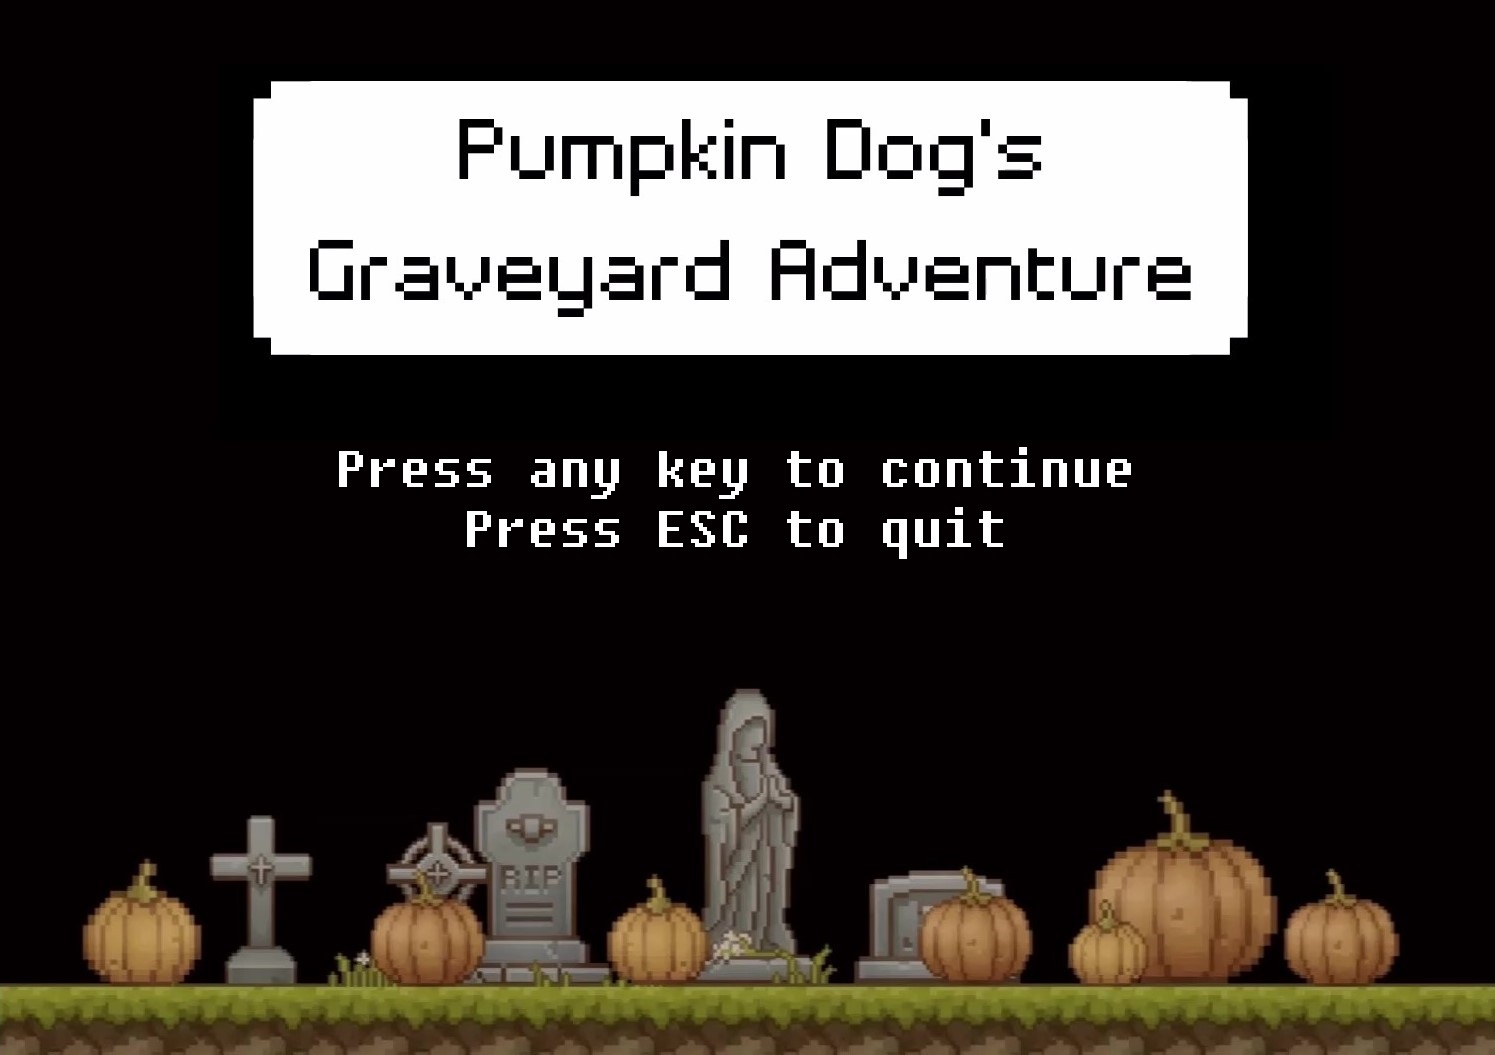 Pumpkin Dog's
Graveyard Adventure
Press any key to continue
Press ESC to quit
RIP